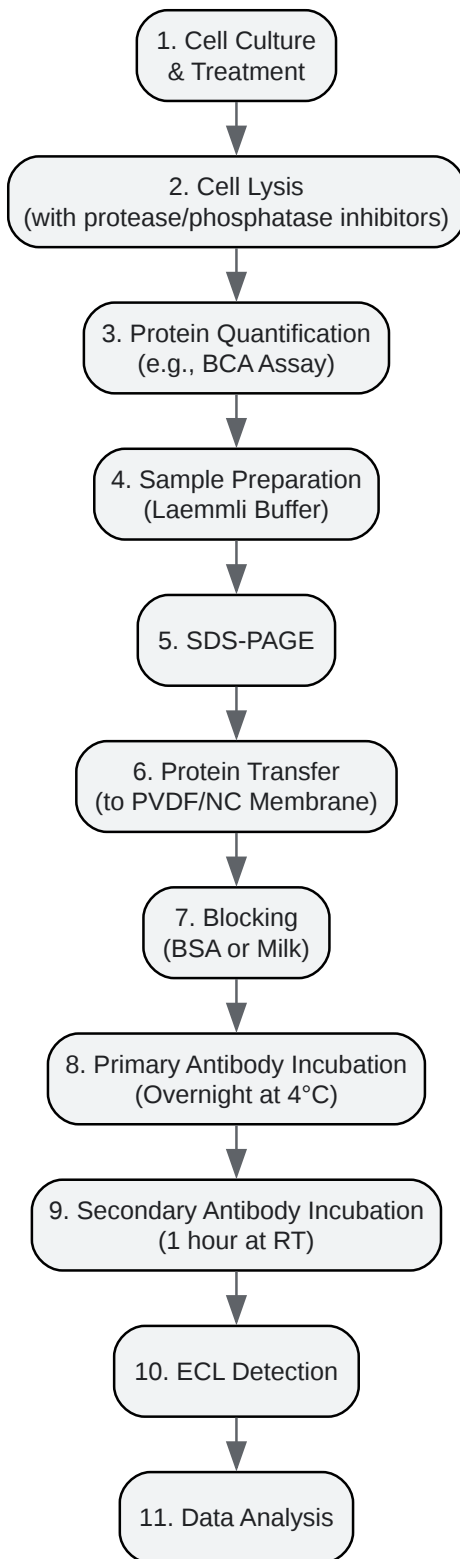 1. Cell Culture
& Treatment
2. Cell Lysis
(with protease/phosphatase inhibitors)
3. Protein Quantification
(e.g., BCA Assay)
4. Sample Preparation
(Laemmli Buffer)
5. SDS-PAGE
6. Protein Transfer
(to PVDF/NC Membrane)
7. Blocking
(BSA or Milk)
8. Primary Antibody Incubation
(Overnight at 4°C)
9. Secondary Antibody Incubation
(1 hour at RT)
10. ECL Detection
11. Data Analysis